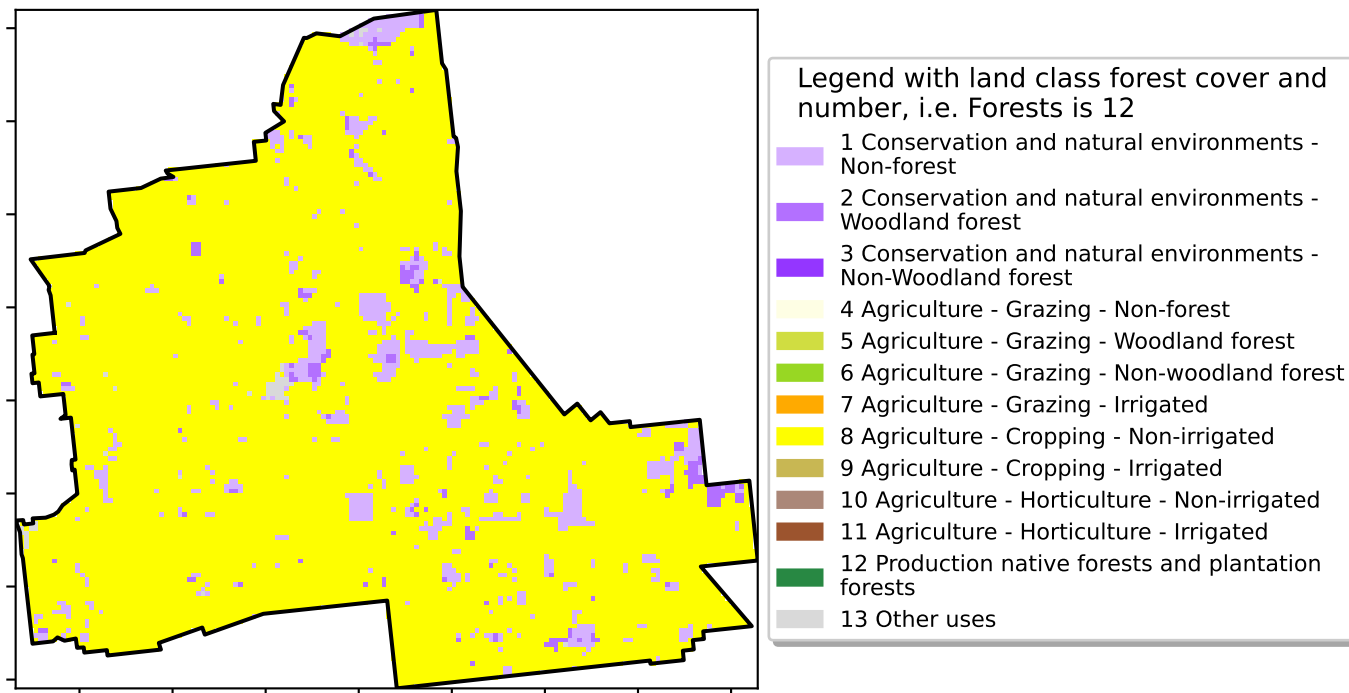 Legend with land class forest cover and
number, i.e. Forests is 12
1 Conservation and natural environments -
Non-forest
2 Conservation and natural environments -
Woodland forest
3 Conservation and natural environments -
Non-Woodland forest
4 Agriculture - Grazing - Non-forest
5 Agriculture - Grazing - Woodland forest
6 Agriculture - Grazing - Non-woodland forest
7 Agriculture - Grazing - Irrigated
8 Agriculture - Cropping - Non-irrigated
9 Agriculture - Cropping - Irrigated
10 Agriculture - Horticulture - Non-irrigated
11 Agriculture - Horticulture - Irrigated
12 Production native forests and plantation
forests
13 Other uses